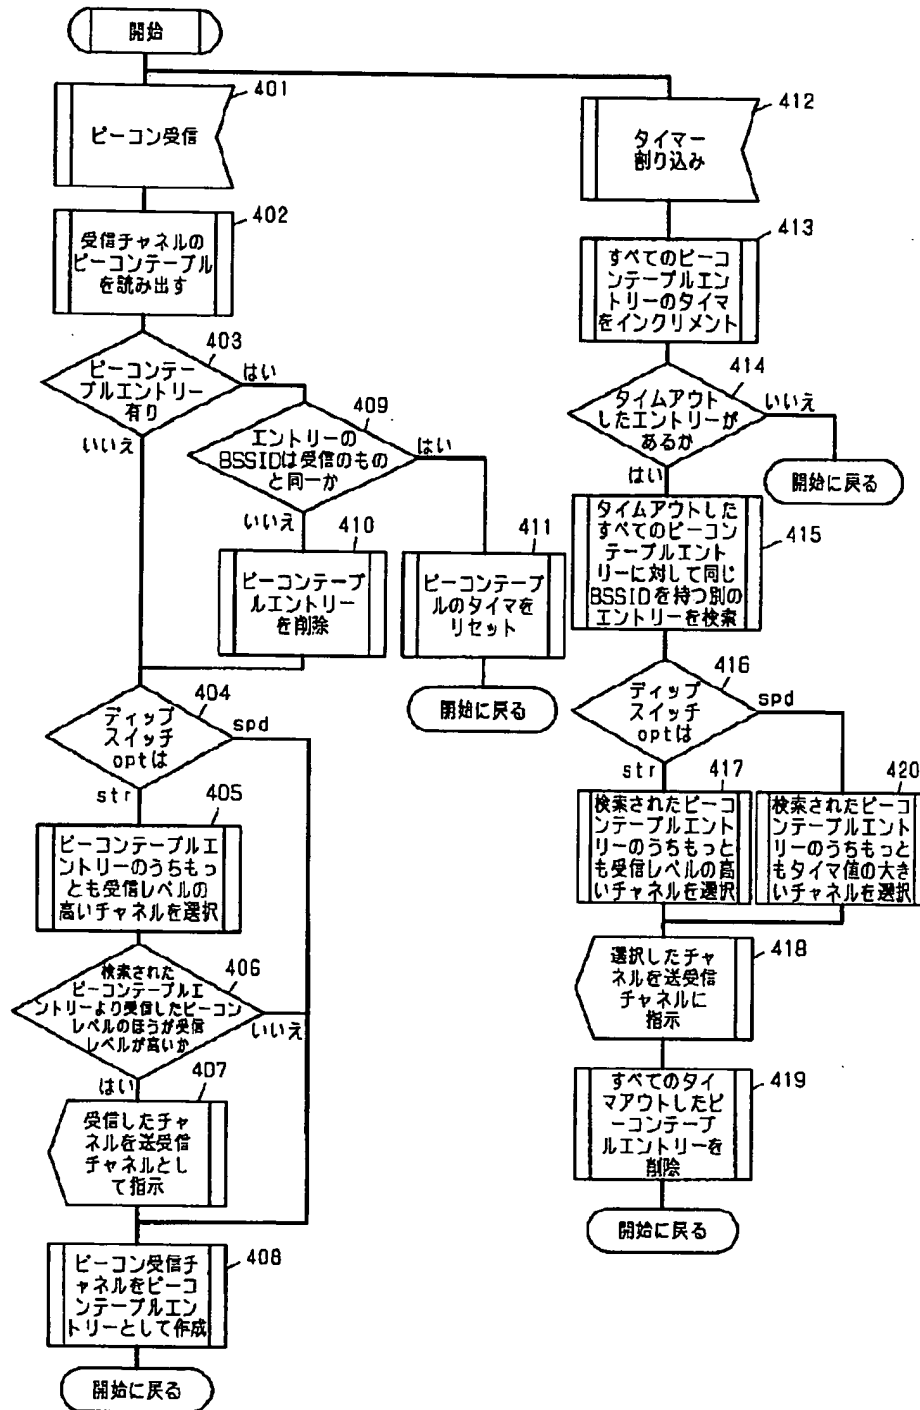 開始
401
ビーコン受信
402
受信チャネルの
ビーコンテーブル
を読み出す
403
ビーコンテー
ブルエントリー
有り
はい
いいえ
409
エントリーの
BSSIDは受信のもの
と同一か
はい
いいえ
410
ビーコンテーブ
ルエントリー
を削除
411
ビーコンテーブ
ルのタイマを
リセット
開始に戻る
404
ディップ
スイッチ
optは
spd
str
405
ビーコンテーブルエ
ントリーのうちもっ
とも受信レベルの
高いチャネルを選択
406
検索された
ビーコンテーブルエ
ントリーより受信したビーコン
レベルのほうが受信
レベルが高いか
いいえ
はい
407
受信したチャ
ネルを送受信
チャネルとし
て指示
408
ビーコン受信チ
ャネルをビーコ
ンテーブルエン
トリーとして作成
開始に戻る
412
タイマー
割り込み
413
すべてのビーコ
ンテーブルエン
トリーのタイマ
をインクリメント
414
タイムアウト
したエントリーが
あるか
いいえ
はい
開始に戻る
415
タイムアウトした
すべてのビーコン
テーブルエント
リーに対して同じ
BSSIDを持つ別の
エントリーを検索
416
ディップ
スイッチ
optは
spd
str
417
検索されたビーコ
ンテーブルエント
リーのうちもっと
も受信レベルの高
いチャネルを選択
420
検索されたビーコ
ンテーブルエント
リーのうちもっと
もタイマ値の大き
いチャネルを選択
418
選択したチャ
ネルを送受信
チャネルに
指示
419
すべてのタイ
マアウトしたビ
ーコンテーブ
ルエントリーを
削除
開始に戻る